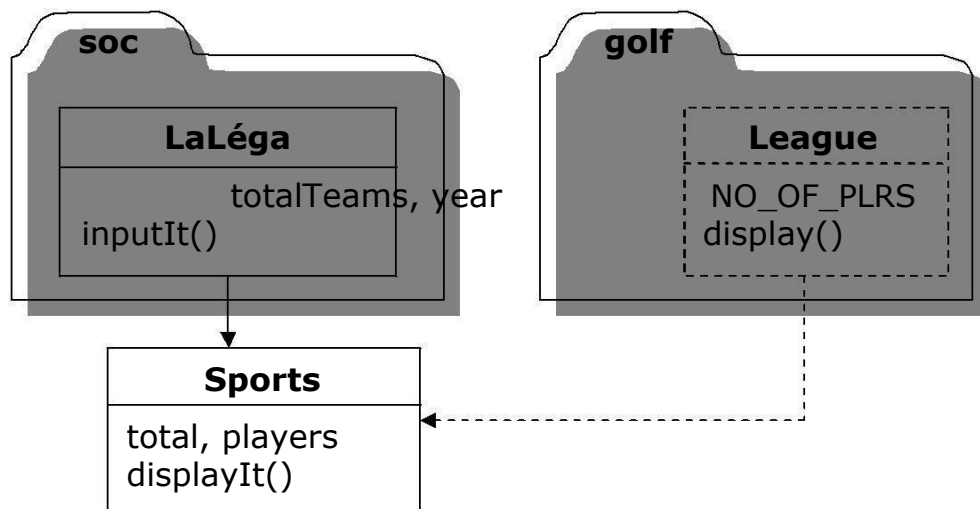 soc
LaLéga
totalTeams, year
inputIt()
golf
League
NO_OF_PLRS
display()
Sports
total, players
displayIt()